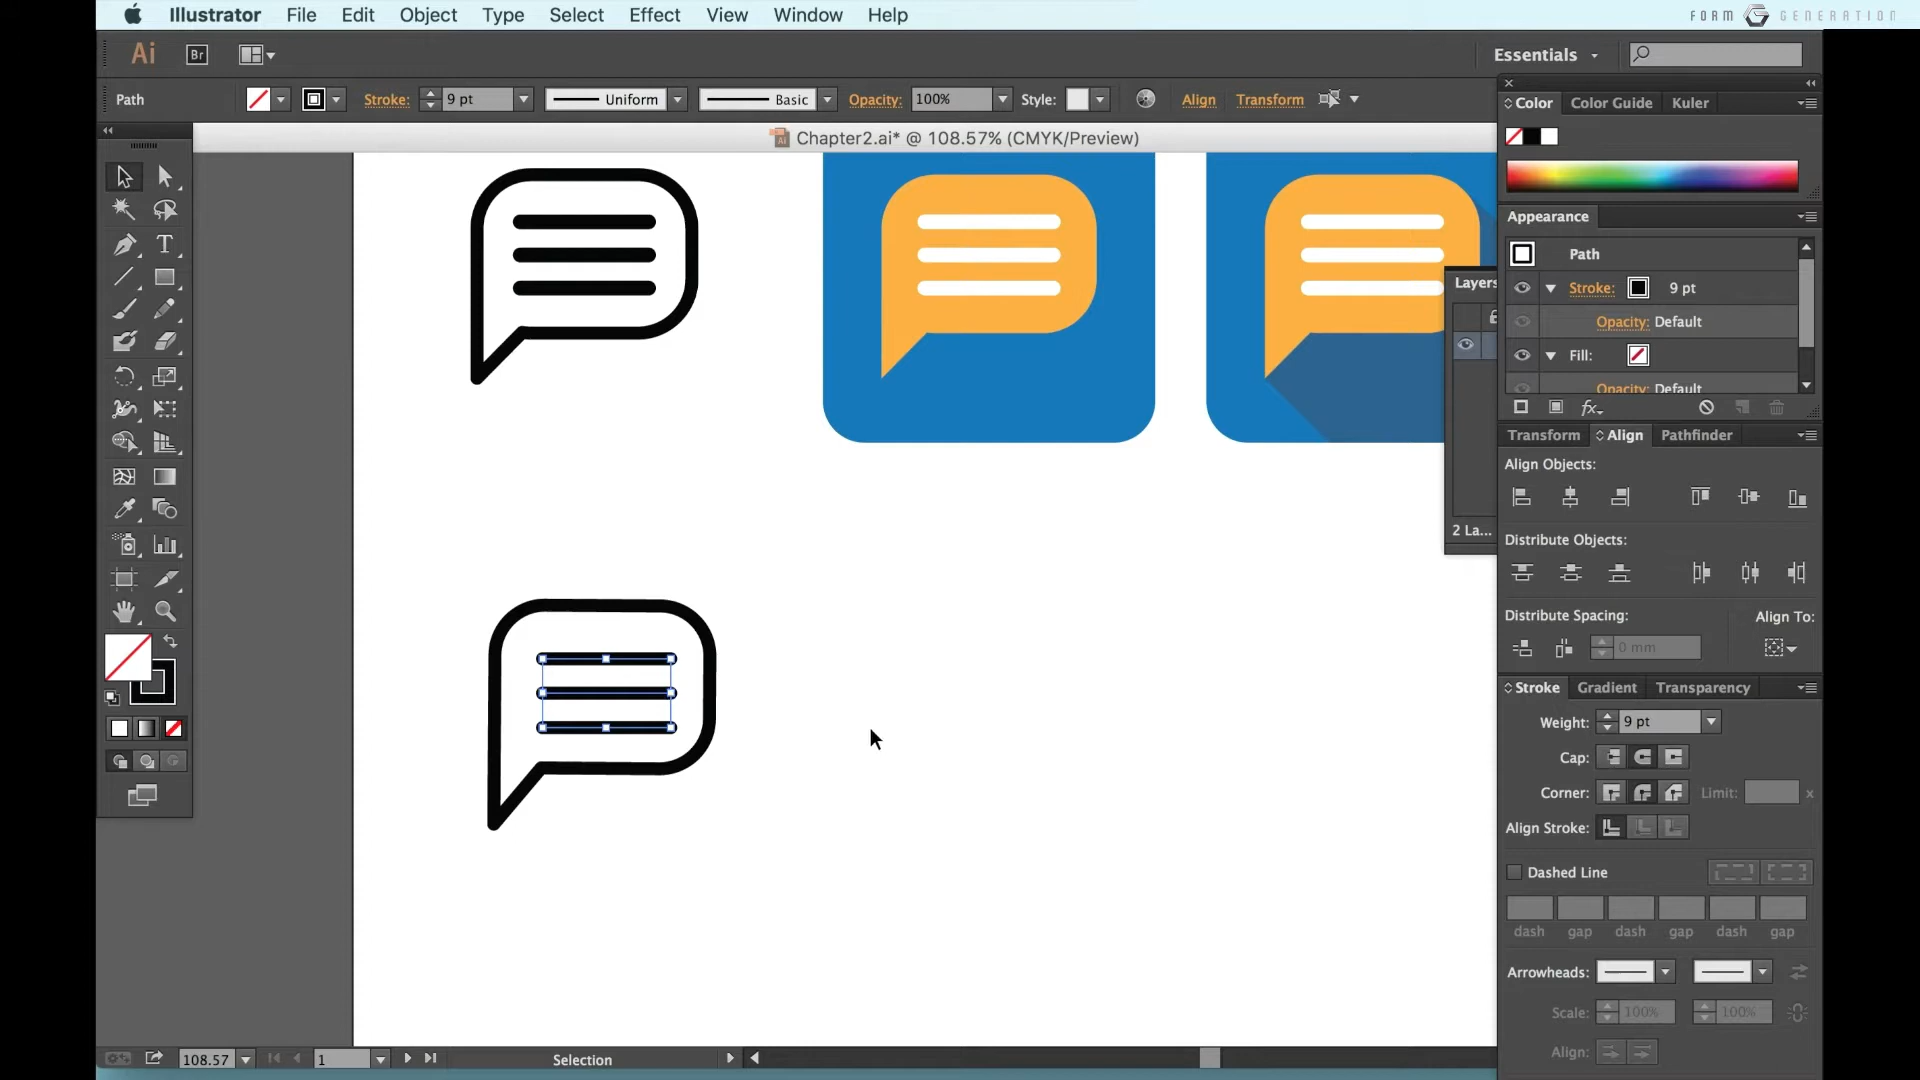 Illustrator File Edit Object Type Select Effect View Window Help
FORM GENERATION
Ai Br Essentials
Path Stroke: 9 pt Uniform Basic Opacity: 100% Style: Align Transform
Chapter2.ai* @ 108.57% (CMYK/Preview)
Color Color Guide Kuler
Appearance
Path
Stroke: 9 pt
Opacity: Default
Fill:
Opacity: Default
fx
Layers
2 La...
Transform Align Pathfinder
Align Objects:
Distribute Objects:
Distribute Spacing: Align To:
0 mm
Stroke Gradient Transparency
Weight: 9 pt
Cap:
Corner: Limit: x
Align Stroke:
Dashed Line
dash gap dash gap dash gap
Arrowheads:
Scale: 100% 100%
Align:
T
108.57 1 Selection